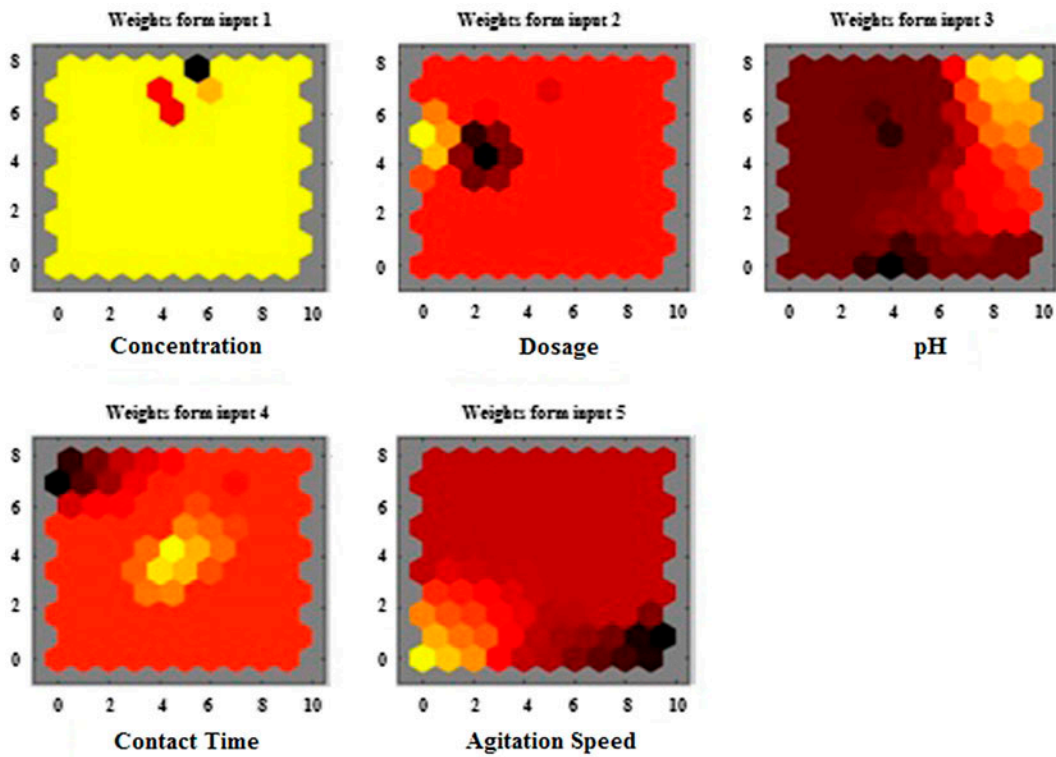 Weights form input 1
Weights form input 2
Weights form input 3
8
6
4
2
0
0 2 4 6 8 10
8
6
4
2
0
0 2 4 6 8 10
8
6
4
2
0
0 2 4 6 8 10
Concentration
Dosage
pH
Weights form input 4
Weights form input 5
8
6
4
2
0
0 2 4 6 8 10
8
6
4
2
0
0 2 4 6 8 10
Contact Time
Agitation Speed